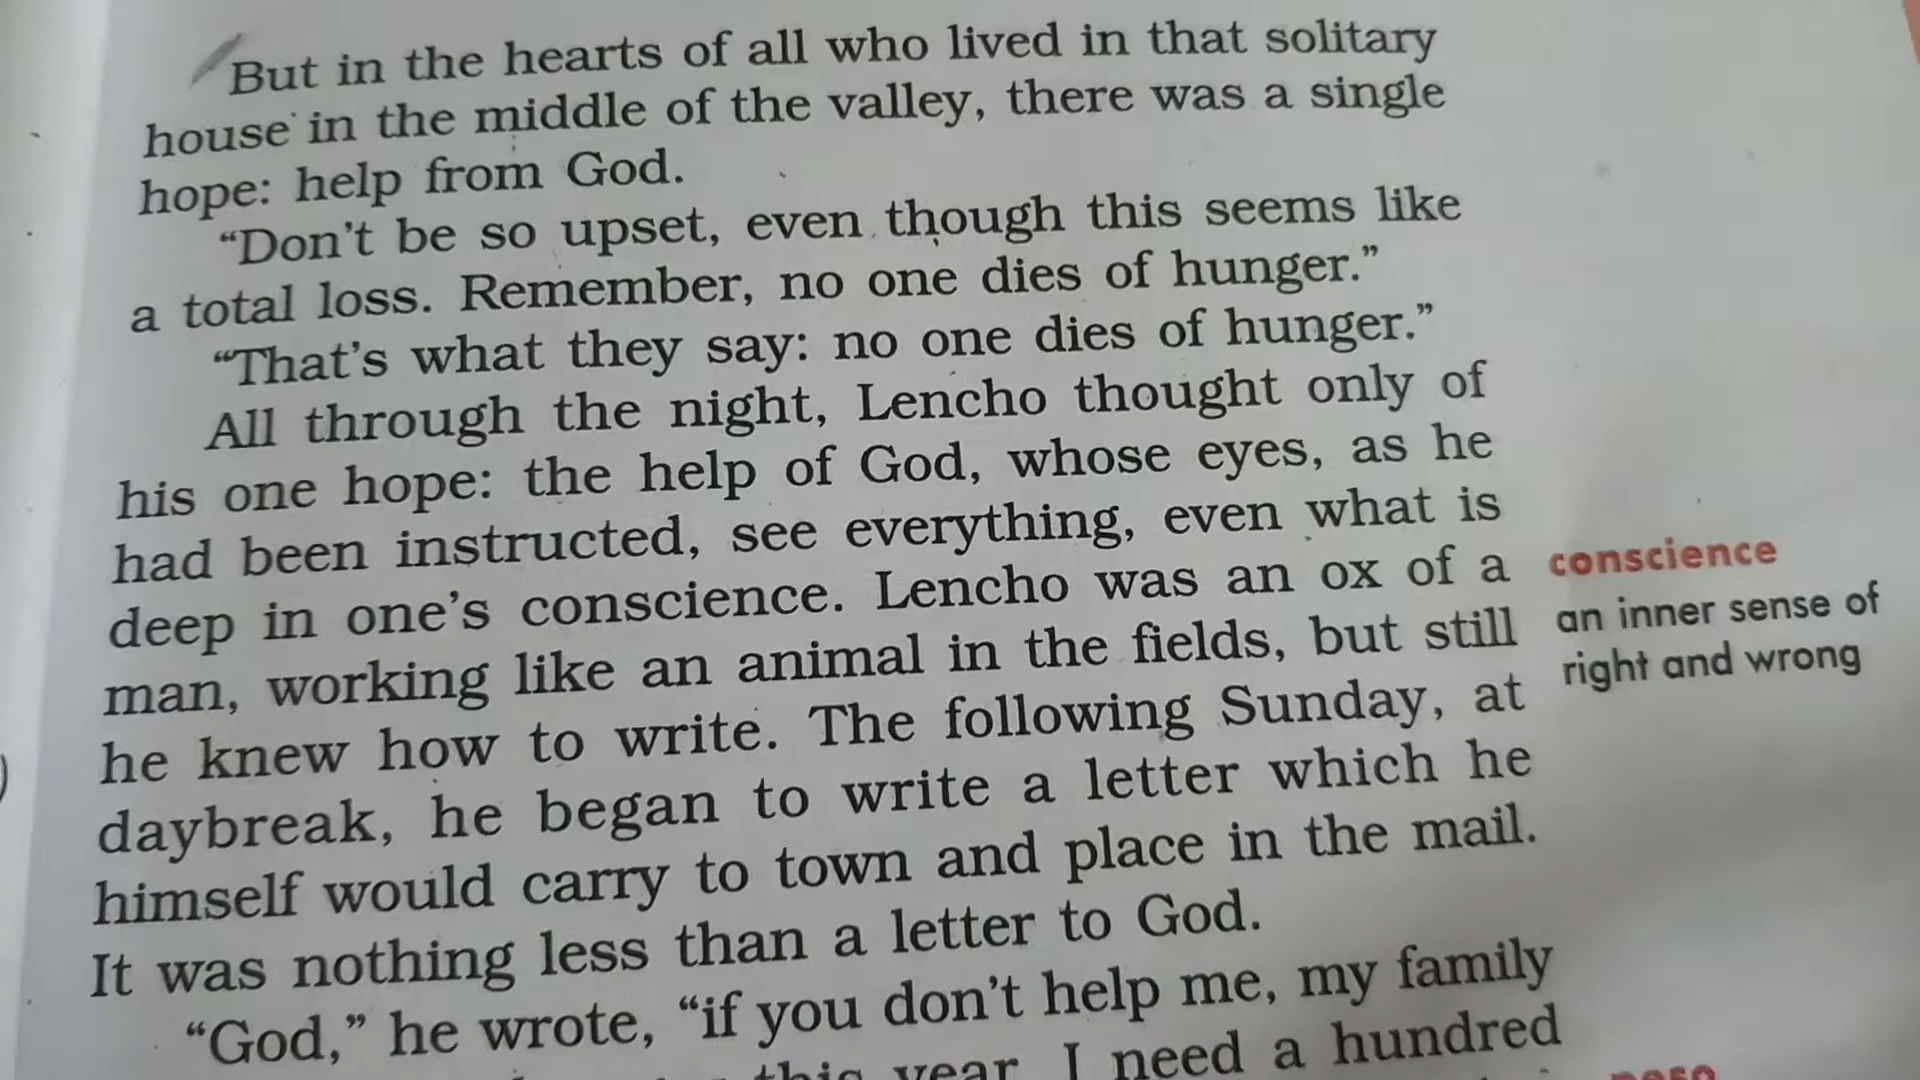 But in the hearts of all who lived in that solitary
house in the middle of the valley, there was a single
hope: help from God.
“Don’t be so upset, even though this seems like
a total loss. Remember, no one dies of hunger.”
“That’s what they say: no one dies of hunger.”
All through the night, Lencho thought only of
his one hope: the help of God, whose eyes, as he
had been instructed, see everything, even what is
deep in one’s conscience. Lencho was an ox of a
man, working like an animal in the fields, but still
he knew how to write. The following Sunday, at
daybreak, he began to write a letter which he
himself would carry to town and place in the mail.
It was nothing less than a letter to God.
“God,” he wrote, “if you don’t help me, my family
this year. I need a hundred
conscience
an inner sense of
right and wrong
peso